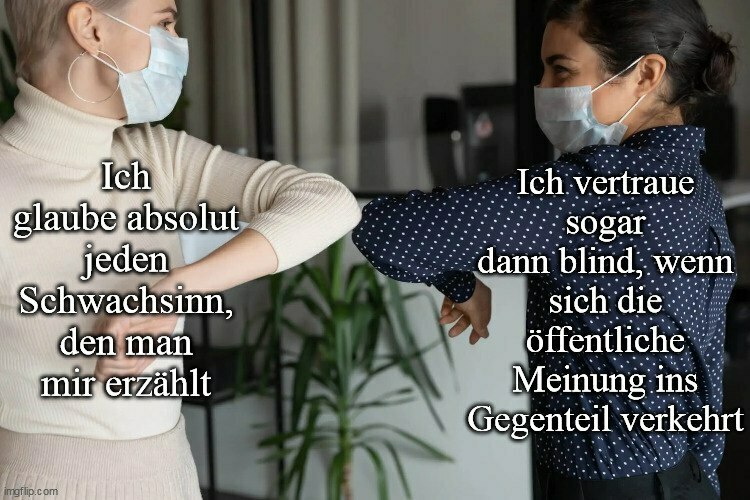 Ich
glaube absolut
jeden
Schwachsinn,
den man
mir erzählt
Ich vertraue
sogar
dann blind, wenn
sich die
öffentliche
Meinung ins
Gegenteil verkehrt
imgflip.com